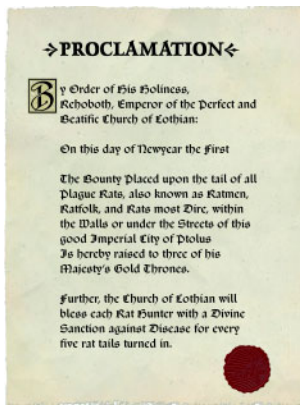 PROCLAMATION
By Order of His Holiness,
Rehoboth, Emperor of the Perfect and
Beatific Church of Lothian:
On this day of Newyear the first
The Bounty Placed upon the tail of all
Plague Rats, also known as Ratmen,
Ratfolk, and Rats most Dire, within
the Walls or under the Streets of this
good Imperial City of Ptolus
Is hereby raised to three of his
Majesty's Gold Thrones.
Further, the Church of Lothian will
bless each Rat Hunter with a Divine
Sanction against Disease for every
five rat tails turned in.